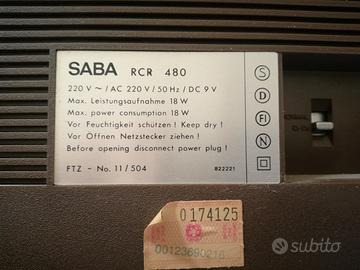 SABA RCR 480
220 V ~ / AC 220 V / 50 Hz / DC 9 V
Max. Leistungsaufnahme 18 W
Max. power consumption 18 W
Vor Feuchtigkeit schützen ! Keep dry !
Vor Öffnen Netzstecker ziehen !
Before opening disconnect power plug !
FTZ - No. 11/504 822221
S
D
FI
N
0174125
00123690216
subito